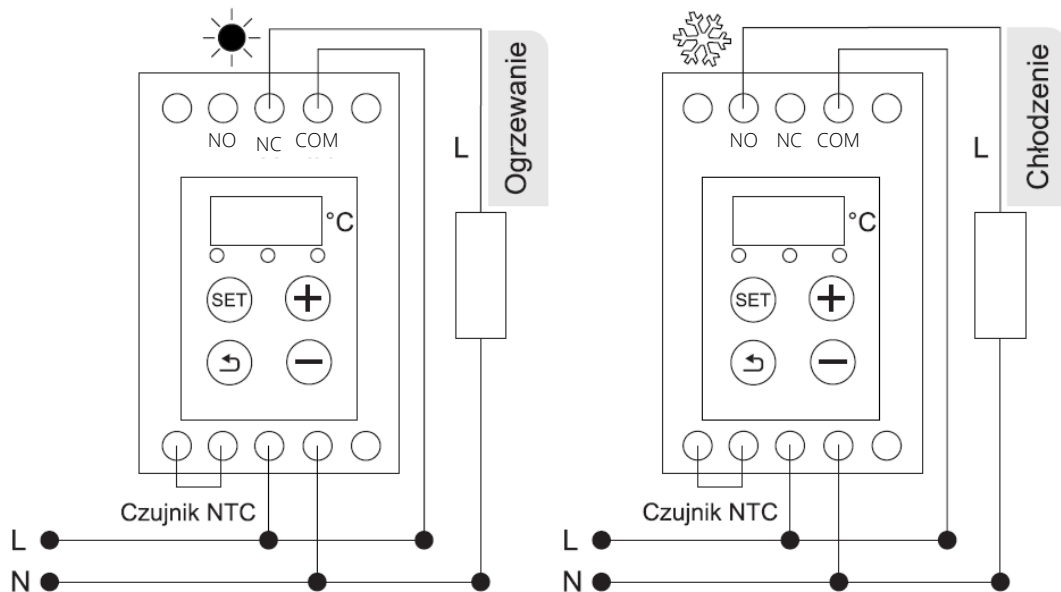 Ogrzewanie
NO NC COM
L
°C
SET
Czujnik NTC
L
N
Chłodzenie
NO NC COM
L
°C
SET
Czujnik NTC
L
N